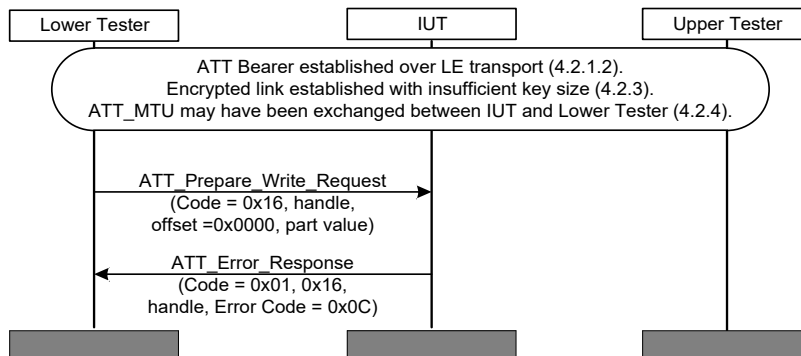 Lower Tester
IUT
Upper Tester
ATT Bearer established over LE transport (4.2.1.2).
Encrypted link established with insufficient key size (4.2.3).
ATT_MTU may have been exchanged between IUT and Lower Tester (4.2.4).
ATT_Prepare_Write_Request
(Code = 0x16, handle,
offset =0x0000, part value)
ATT_Error_Response
(Code = 0x01, 0x16,
handle, Error Code = 0x0C)